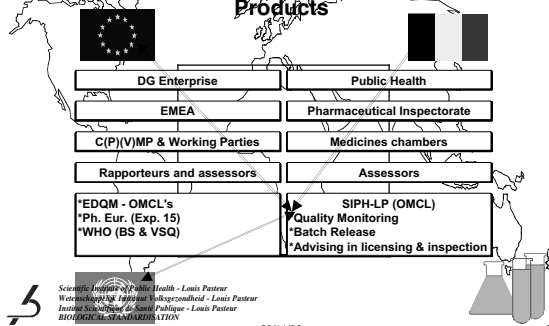 Products
DG Enterprise
Public Health
EMEA
Pharmaceutical Inspectorate
C(P)(V)MP & Working Parties
Medicines chambers
Rapporteurs and assessors
Assessors
*EDQM - OMCL's
*Ph. Eur. (Exp. 15)
*WHO (BS & VSQ)
SIPH-LP (OMCL)
*Quality Monitoring
*Batch Release
*Advising in licensing & inspection
Scientific Institute of Public Health - Louis Pasteur
Wetenschappelijk Instituut Volksgezondheid - Louis Pasteur
Institut Scientifique de Santé Publique - Louis Pasteur
BIOLOGICAL STANDARDISATION